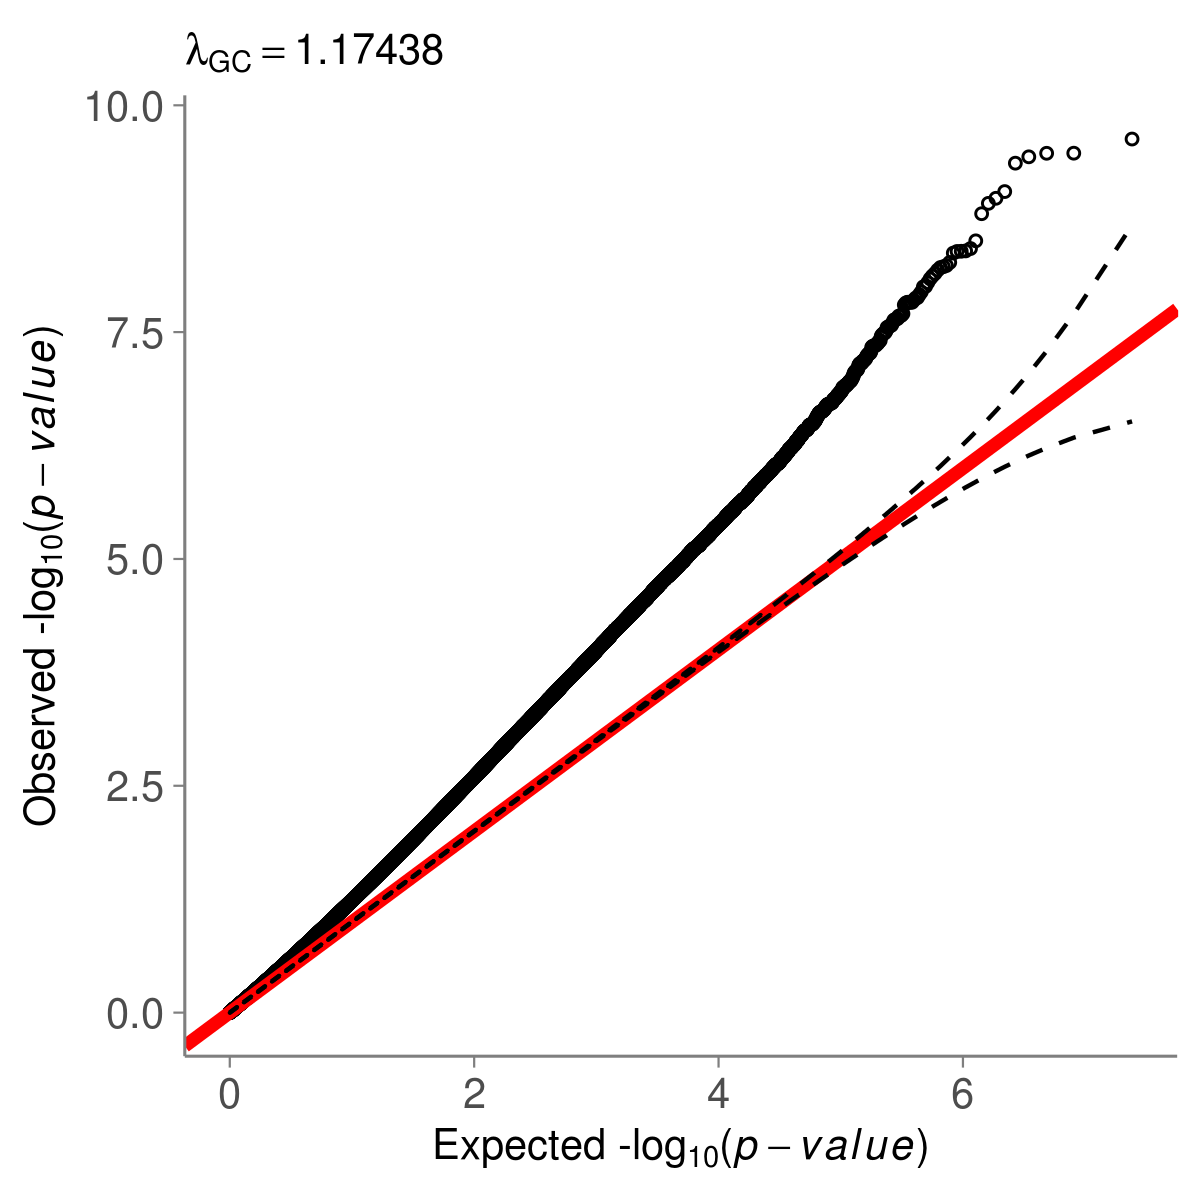 λGC = 1.17438
10.0
7.5
5.0
2.5
0.0
Observed -log10(p − value)
0 2 4 6
Expected -log10(p − value)